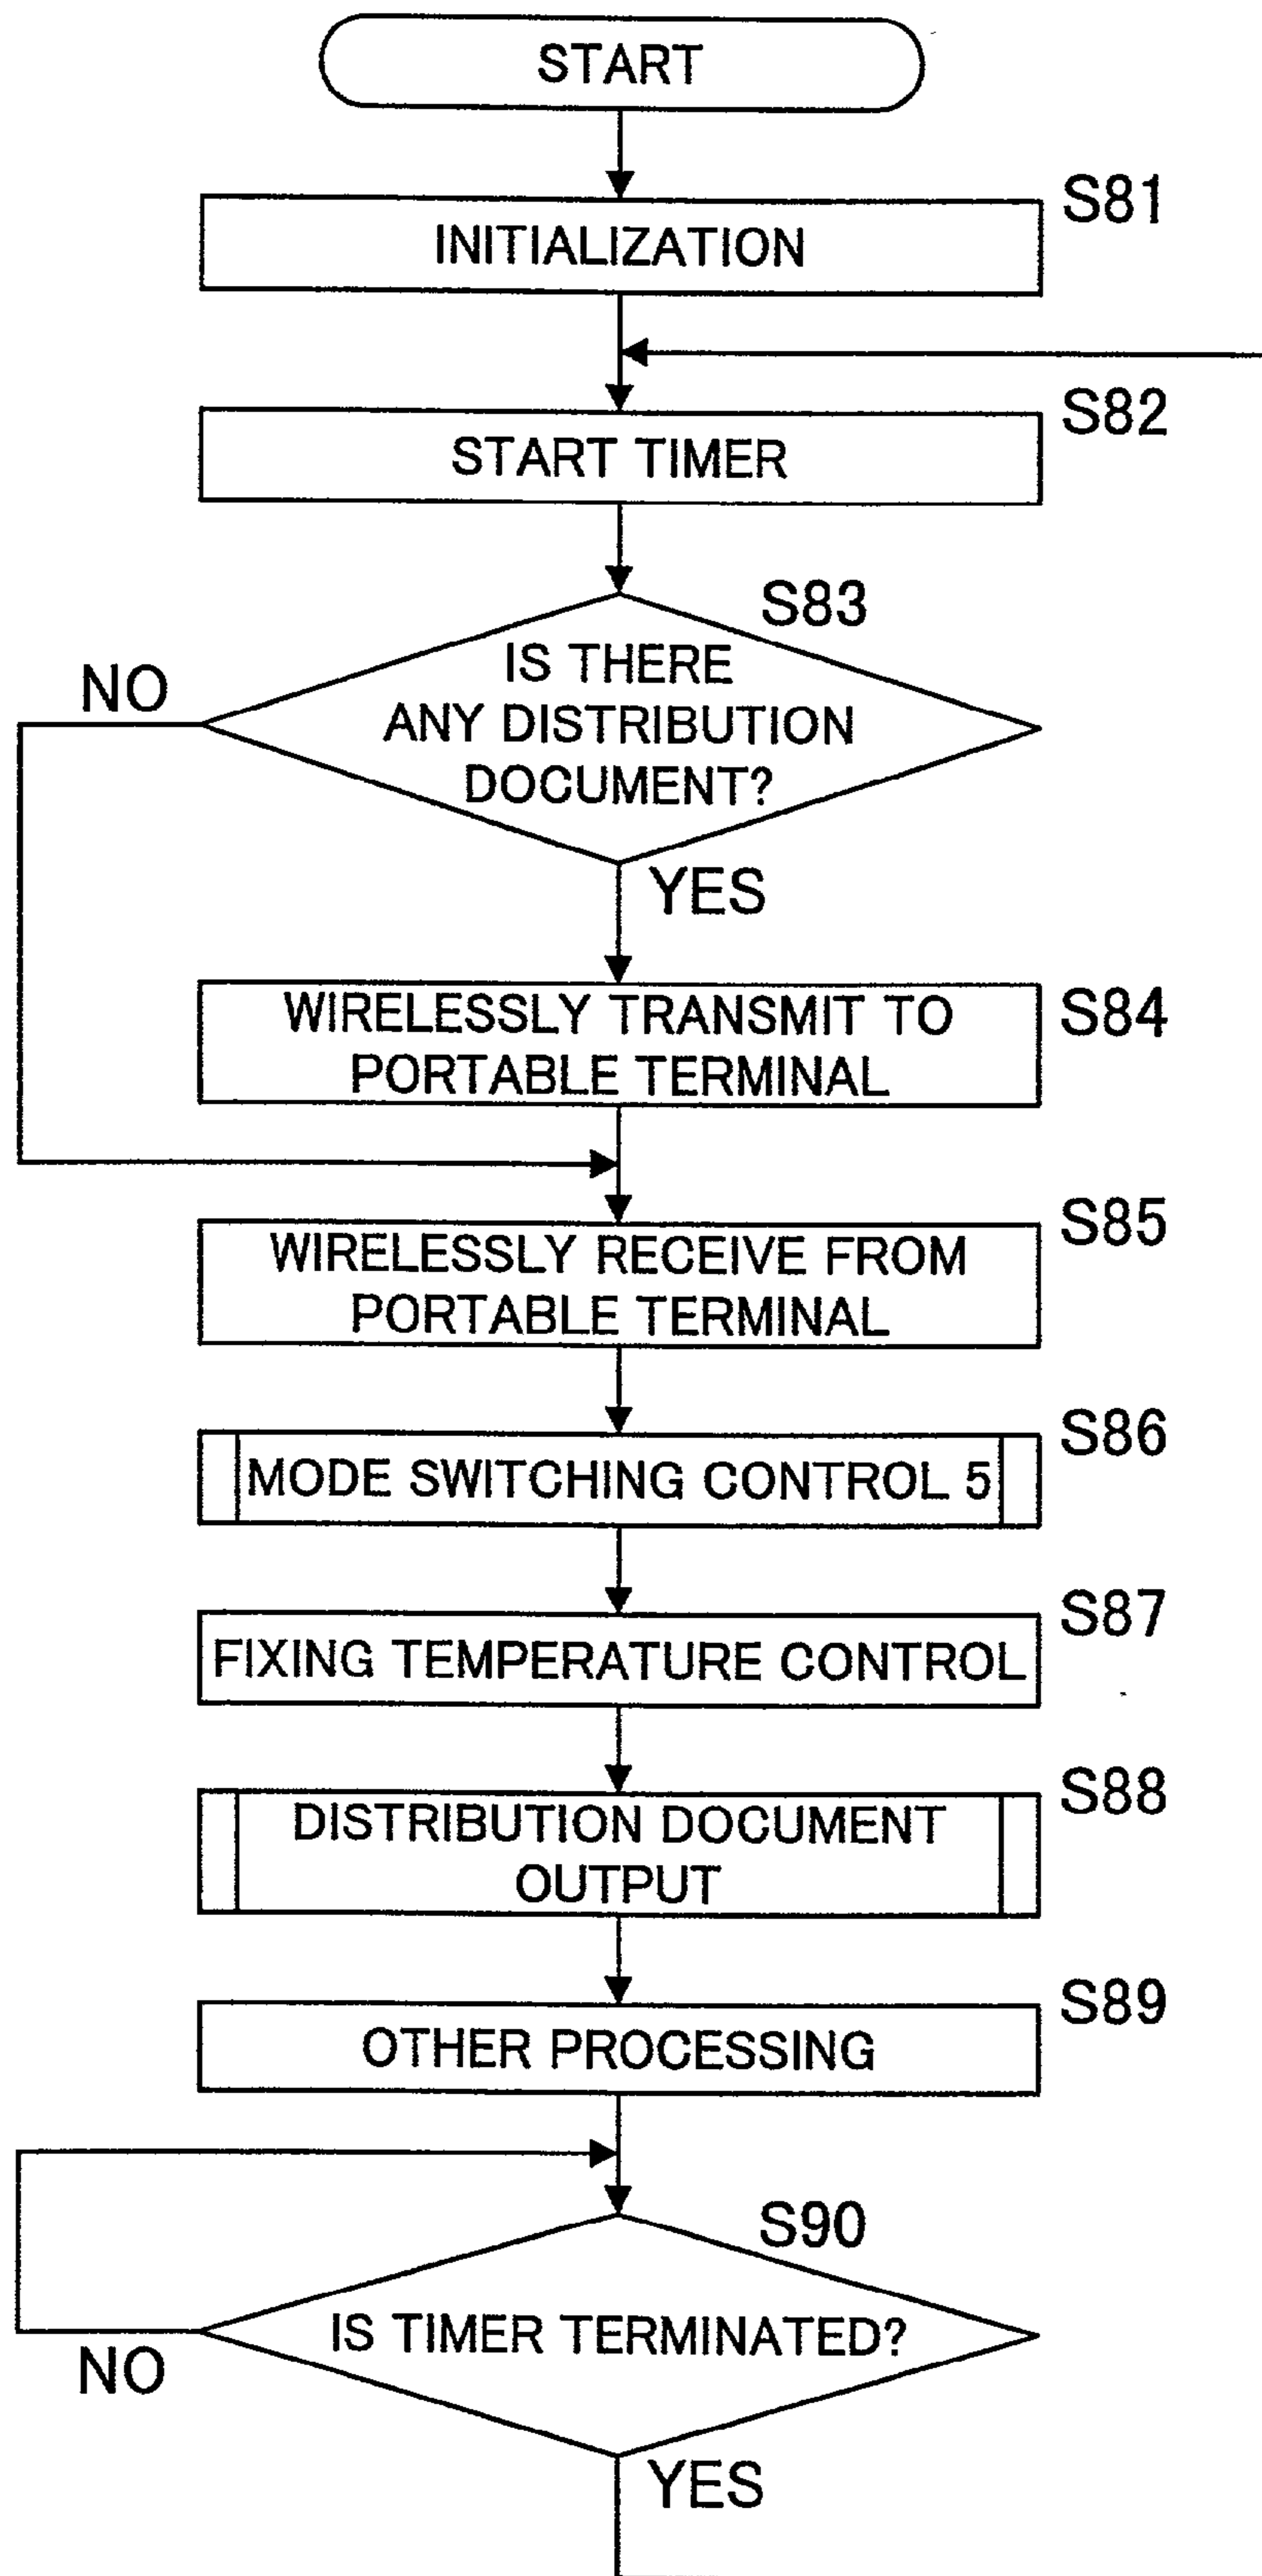 START
S81
INITIALIZATION
S82
START TIMER
S83
IS THERE
ANY DISTRIBUTION
DOCUMENT?
NO
YES
S84
WIRELESSLY TRANSMIT TO
PORTABLE TERMINAL
S85
WIRELESSLY RECEIVE FROM
PORTABLE TERMINAL
S86
MODE SWITCHING CONTROL 5
S87
FIXING TEMPERATURE CONTROL
S88
DISTRIBUTION DOCUMENT
OUTPUT
S89
OTHER PROCESSING
S90
IS TIMER TERMINATED?
NO
YES